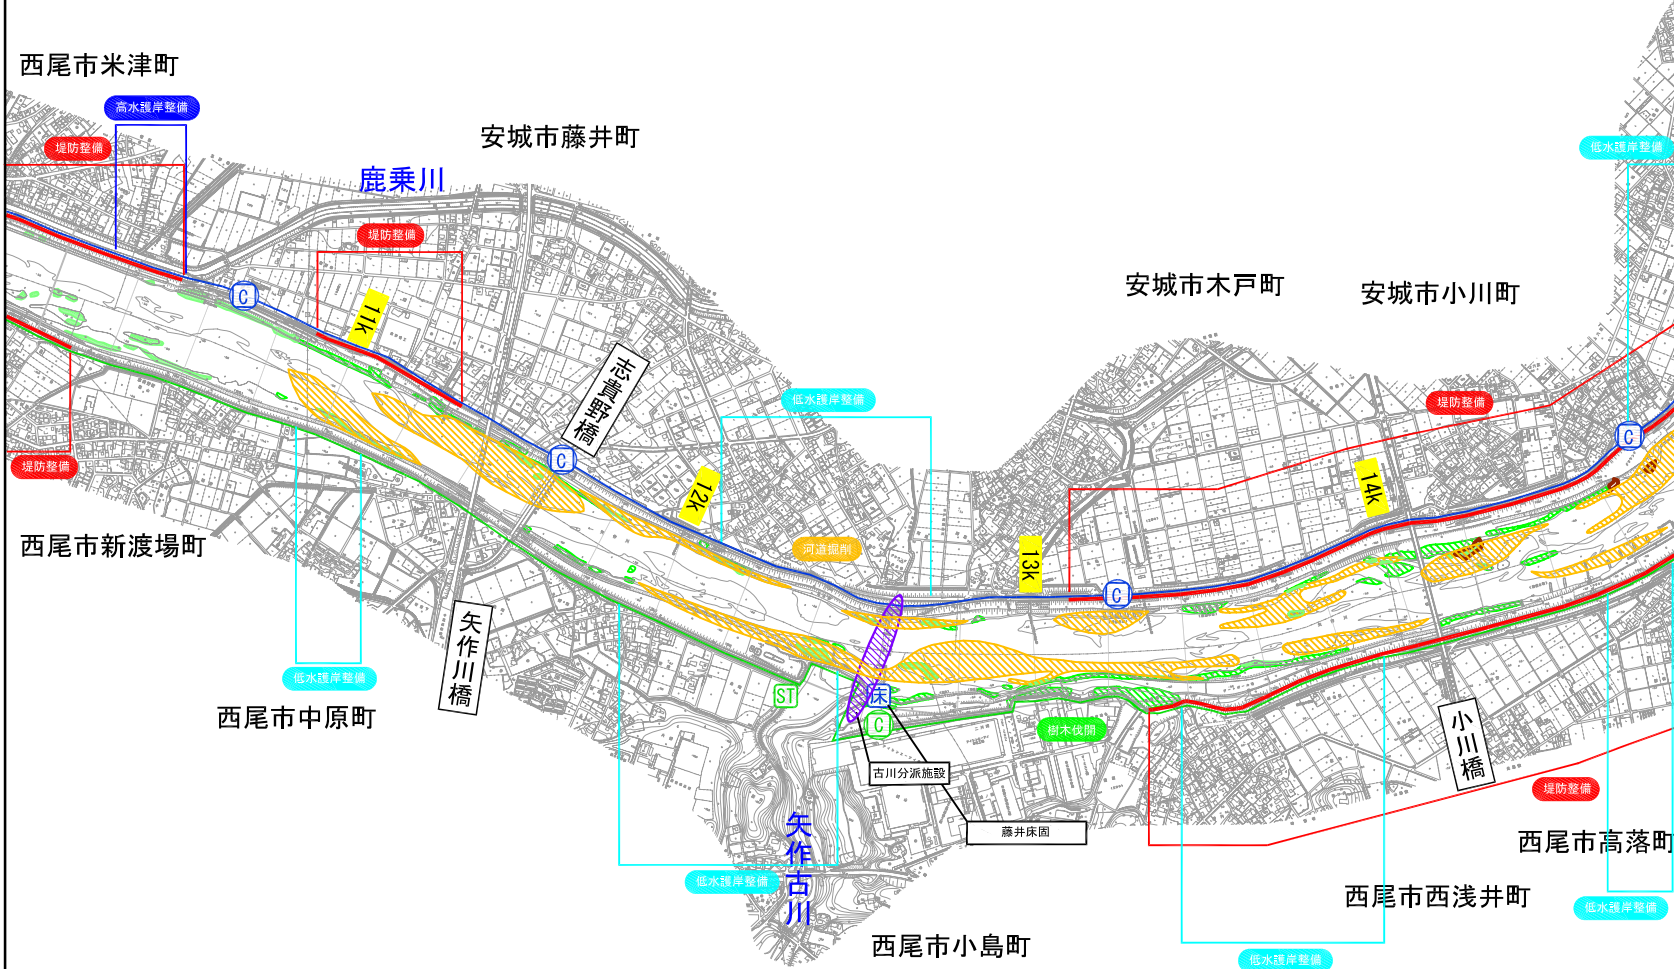 西尾市米津町
高水護岸整備
堤防整備
安城市藤井町
鹿乗川
堤防整備
低水護岸整備
安城市木戸町
安城市小川町
C
11k
志貴野橋
低水護岸整備
堤防整備
C
C
堤防整備
12k
14k
西尾市新渡場町
河道掘削
13k
C
矢作川橋
低水護岸整備
西尾市中原町
ST
床
C
樹木伐開
小川橋
古川分派施設
堤防整備
藤井床固
矢作古川
西尾市高落町
低水護岸整備
西尾市西浅井町
低水護岸整備
西尾市小島町
低水護岸整備